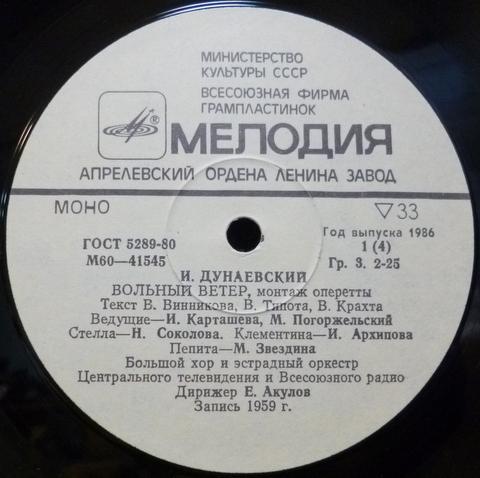 МИНИСТЕРСТВО
КУЛЬТУРЫ СССР
ВСЕСОЮЗНАЯ ФИРМА
ГРАМПЛАСТИНОК
®
МЕЛОДИЯ
АПРЕЛЕВСКИЙ ОРДЕНА ЛЕНИНА ЗАВОД
МОНО
▽33
ГОСТ 5289-80
М60—41545
Год выпуска 1986
1 (4)
Гр. 3. 2-25
И. ДУНАЕВСКИЙ
ВОЛЬНЫЙ ВЕТЕР, монтаж оперетты
Текст В. Винникова, В. Типота, В. Крахта
Ведущие—И. Карташева, М. Погоржельский
Стелла—Н. Соколова. Клементина—И. Архипова
Пепита—М. Звездина
Большой хор и эстрадный оркестр
Центрального телевидения и Всесоюзного радио
Дирижер Е. Акулов
Запись 1959 г.